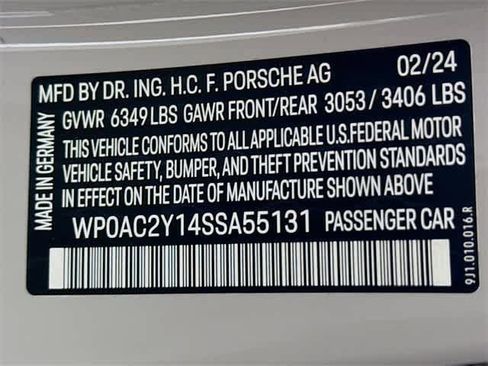 MFD BY DR. ING. H.C. F. PORSCHE AG 02/24
GVWR 6349 LBS GAWR FRONT/REAR 3053 / 3406 LBS
THIS VEHICLE CONFORMS TO ALL APPLICABLE U.S. FEDERAL MOTOR
VEHICLE SAFETY, BUMPER, AND THEFT PREVENTION STANDARDS
IN EFFECT ON THE DATE OF MANUFACTURE SHOWN ABOVE
WP0AC2Y14SSA55131 PASSENGER CAR
MADE IN GERMANY
9J1.010.016.R